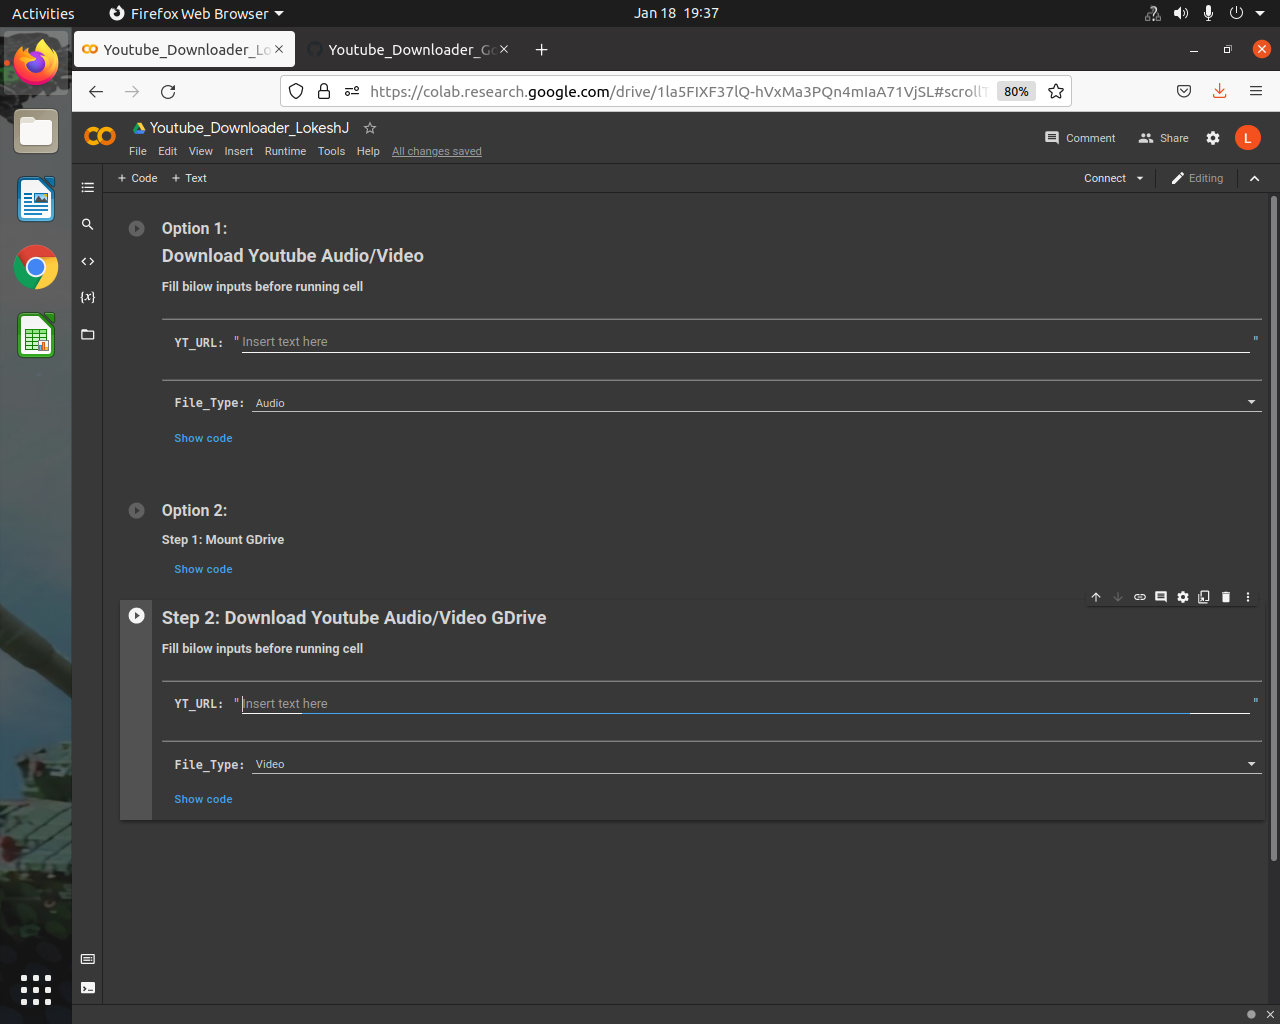 Activities
Firefox Web Browser
Jan 18 19:37
Youtube_Downloader_Lo
Youtube_Downloader_Go
https://colab.research.google.com/drive/1la5FIXF37lQ-hVxMa3PQn4mIaA71VjSL#scrollT
80%
Youtube_Downloader_LokeshJ
File Edit View Insert Runtime Tools Help All changes saved
Comment
Share
L
+ Code + Text
Connect
Editing
Option 1:
Download Youtube Audio/Video
Fill bilow inputs before running cell
YT_URL: " Insert text here "
File_Type: Audio
Show code
Option 2:
Step 1: Mount GDrive
Show code
Step 2: Download Youtube Audio/Video GDrive
Fill bilow inputs before running cell
YT_URL: " Insert text here "
File_Type: Video
Show code